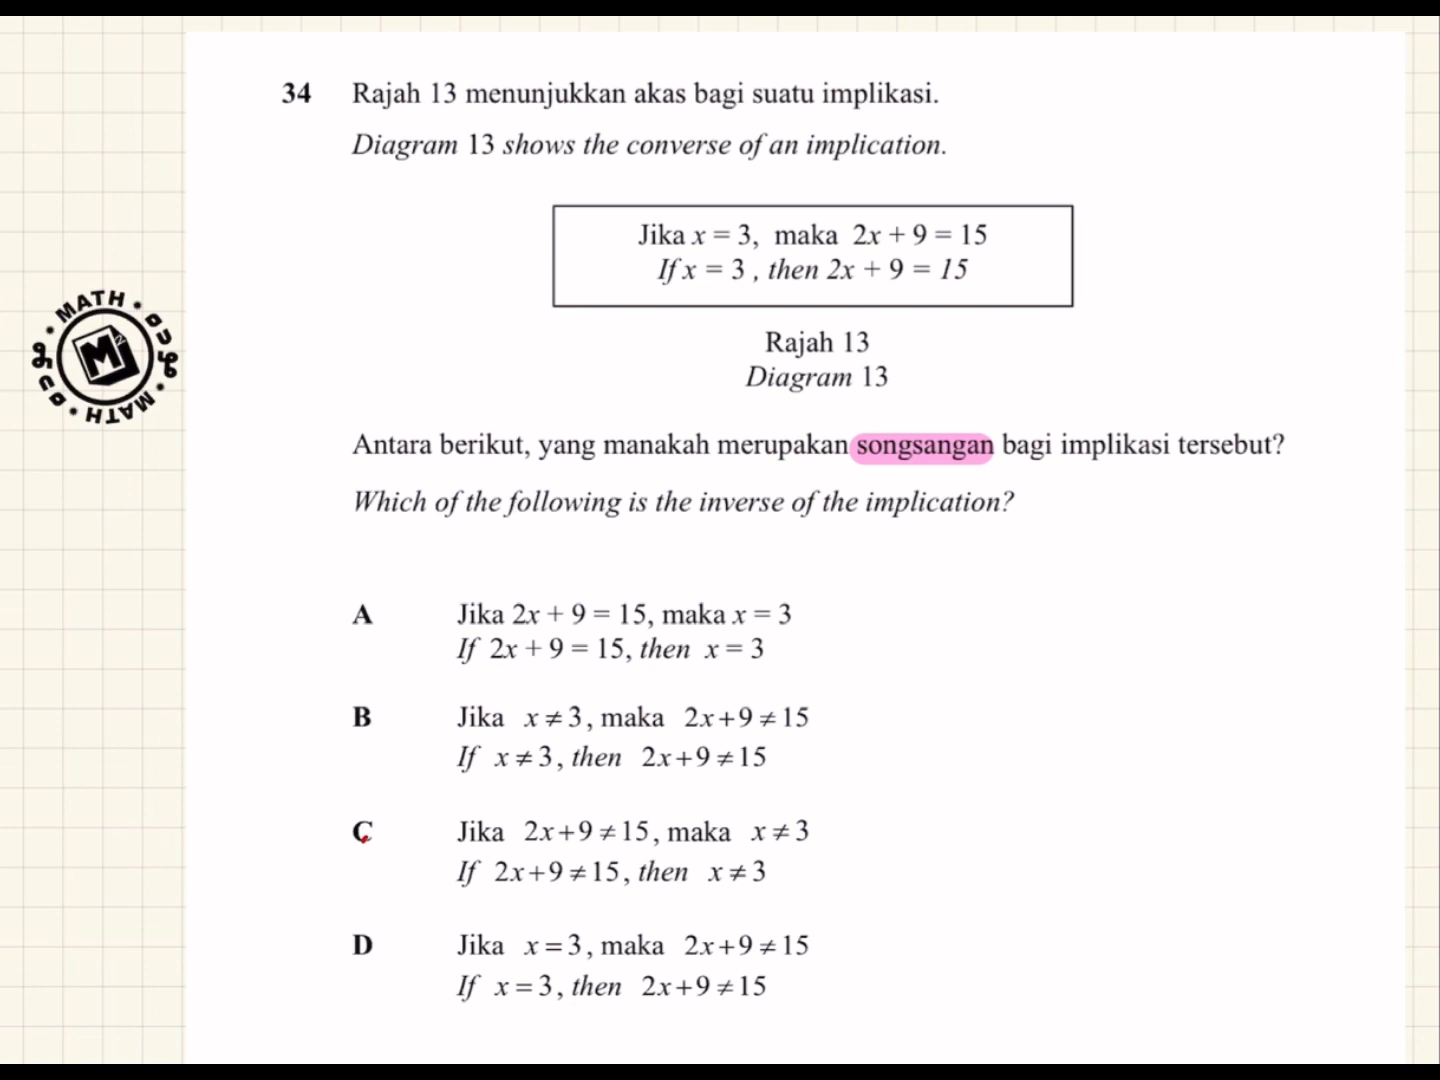 34 Rajah 13 menunjukkan akas bagi suatu implikasi.
Diagram 13 shows the converse of an implication.
Jika x = 3, maka 2x + 9 = 15
If x = 3 , then 2x + 9 = 15
Rajah 13
Diagram 13
MATH
M²
MATH
Antara berikut, yang manakah merupakan songsangan bagi implikasi tersebut?
Which of the following is the inverse of the implication?
A Jika 2x + 9 = 15, maka x = 3
If 2x + 9 = 15, then x = 3
B Jika x ≠ 3, maka 2x+9 ≠ 15
If x ≠ 3, then 2x+9 ≠ 15
C Jika 2x+9 ≠ 15, maka x ≠ 3
If 2x+9 ≠ 15, then x ≠ 3
D Jika x = 3, maka 2x+9 ≠ 15
If x = 3, then 2x+9 ≠ 15